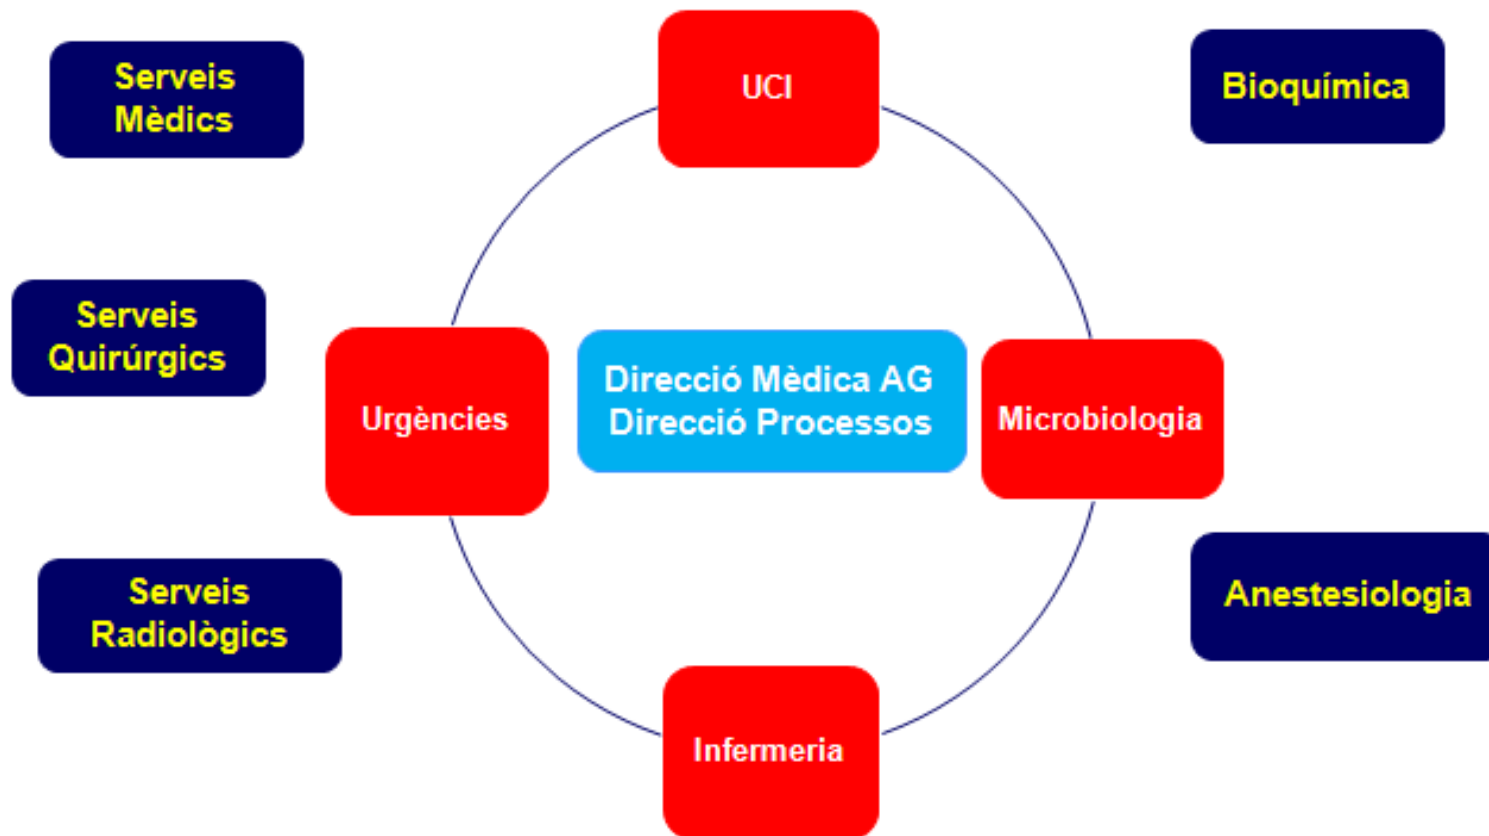 Serveis
Mèdics
UCI
Bioquímica
Serveis
Quirúrgics
Urgències
Direcció Mèdica AG
Direcció Processos
Microbiologia
Serveis
Radiològics
Anestesiologia
Infermeria